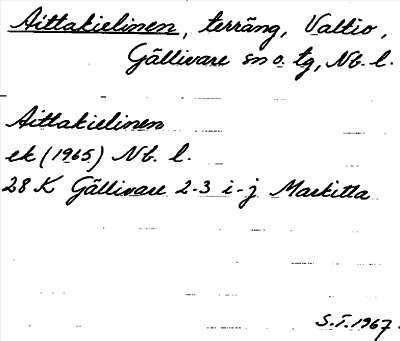 Aittakielinen, terräng, Valtio,
Gällivare sn o. tg, Nb. l.
Aittakielinen
ek (1965) Nb. l.
28 K Gällivare 2-3 i-j Markitta
S.T. 1967.